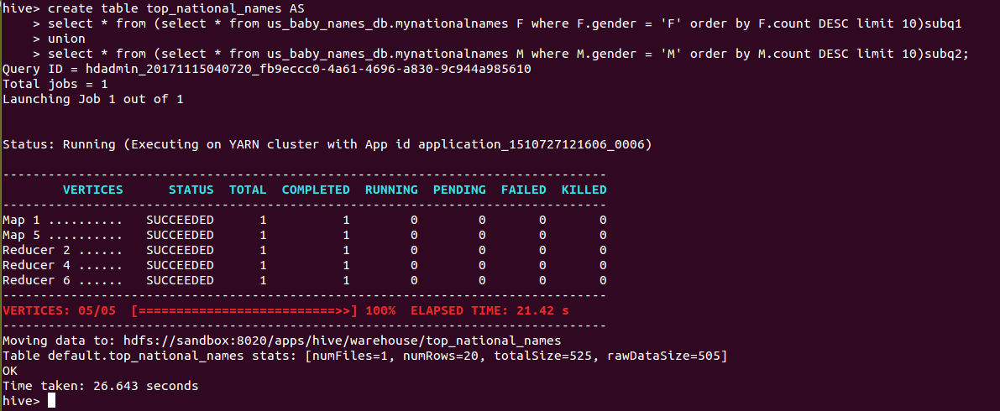 hive> create table top_national_names AS
    > select * from (select * from us_baby_names_db.mynationalnames F where F.gender = 'F' order by F.count DESC limit 10)subq1
    > union
    > select * from (select * from us_baby_names_db.mynationalnames M where M.gender = 'M' order by M.count DESC limit 10)subq2;
Query ID = hdadmin_20171115040720_fb9eccc0-4a61-4696-a830-9c944a985610
Total jobs = 1
Launching Job 1 out of 1
Status: Running (Executing on YARN cluster with App id application_1510727121606_0006)
--------------------------------------------------------------------------------
        VERTICES      STATUS  TOTAL  COMPLETED  RUNNING  PENDING  FAILED  KILLED
--------------------------------------------------------------------------------
Map 1 ..........   SUCCEEDED      1          1        0        0       0       0
Map 5 ..........   SUCCEEDED      1          1        0        0       0       0
Reducer 2 ......   SUCCEEDED      1          1        0        0       0       0
Reducer 4 ......   SUCCEEDED      1          1        0        0       0       0
Reducer 6 ......   SUCCEEDED      1          1        0        0       0       0
--------------------------------------------------------------------------------
VERTICES: 05/05  [==========================>>] 100%  ELAPSED TIME: 21.42 s
--------------------------------------------------------------------------------
Moving data to: hdfs://sandbox:8020/apps/hive/warehouse/top_national_names
Table default.top_national_names stats: [numFiles=1, numRows=20, totalSize=525, rawDataSize=505]
OK
Time taken: 26.643 seconds
hive>